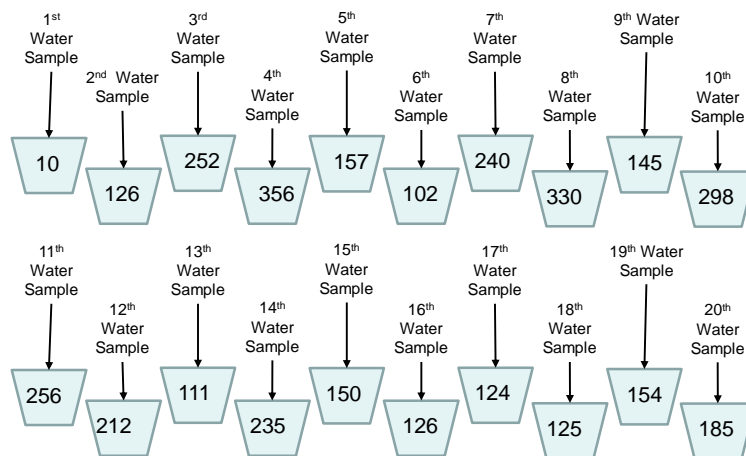 1st
Water
Sample
2nd Water
Sample
3rd
Water
Sample
4th
Water
Sample
5th
Water
Sample
6th
Water
Sample
7th
Water
Sample
8th
Water
Sample
9th Water
Sample
10th
Water
Sample
10
126
252
356
157
102
240
330
145
298
11th
Water
Sample
12th
Water
Sample
13th
Water
Sample
14th
Water
Sample
15th
Water
Sample
16th
Water
Sample
17th
Water
Sample
18th
Water
Sample
19th Water
Sample
20th
Water
Sample
256
212
111
235
150
126
124
125
154
185